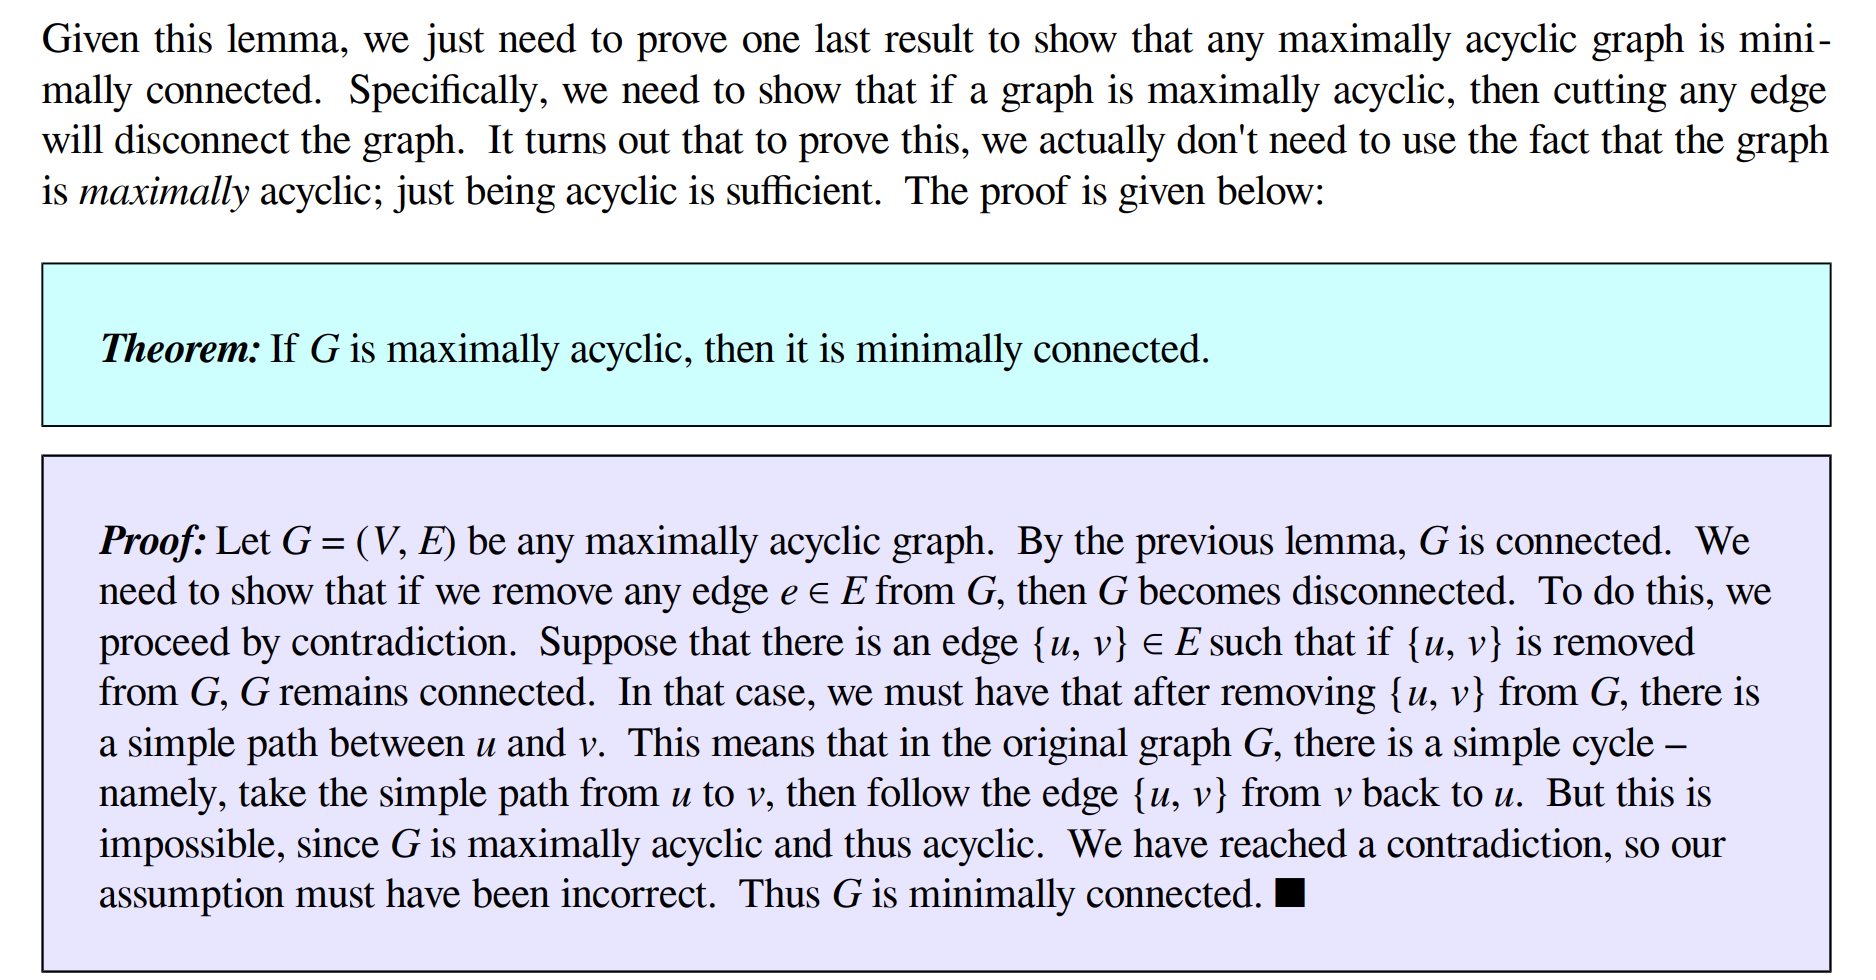 Given this lemma, we just need to prove one last result to show that any maximally acyclic graph is mini-
mally connected. Specifically, we need to show that if a graph is maximally acyclic, then cutting any edge
will disconnect the graph. It turns out that to prove this, we actually don't need to use the fact that the graph
is maximally acyclic; just being acyclic is sufficient. The proof is given below:
Theorem: If G is maximally acyclic, then it is minimally connected.
Proof: Let G = (V, E) be any maximally acyclic graph. By the previous lemma, G is connected. We
need to show that if we remove any edge e ∈ E from G, then G becomes disconnected. To do this, we
proceed by contradiction. Suppose that there is an edge {u, v} ∈ E such that if {u, v} is removed
from G, G remains connected. In that case, we must have that after removing {u, v} from G, there is
a simple path between u and v. This means that in the original graph G, there is a simple cycle –
namely, take the simple path from u to v, then follow the edge {u, v} from v back to u. But this is
impossible, since G is maximally acyclic and thus acyclic. We have reached a contradiction, so our
assumption must have been incorrect. Thus G is minimally connected. ■